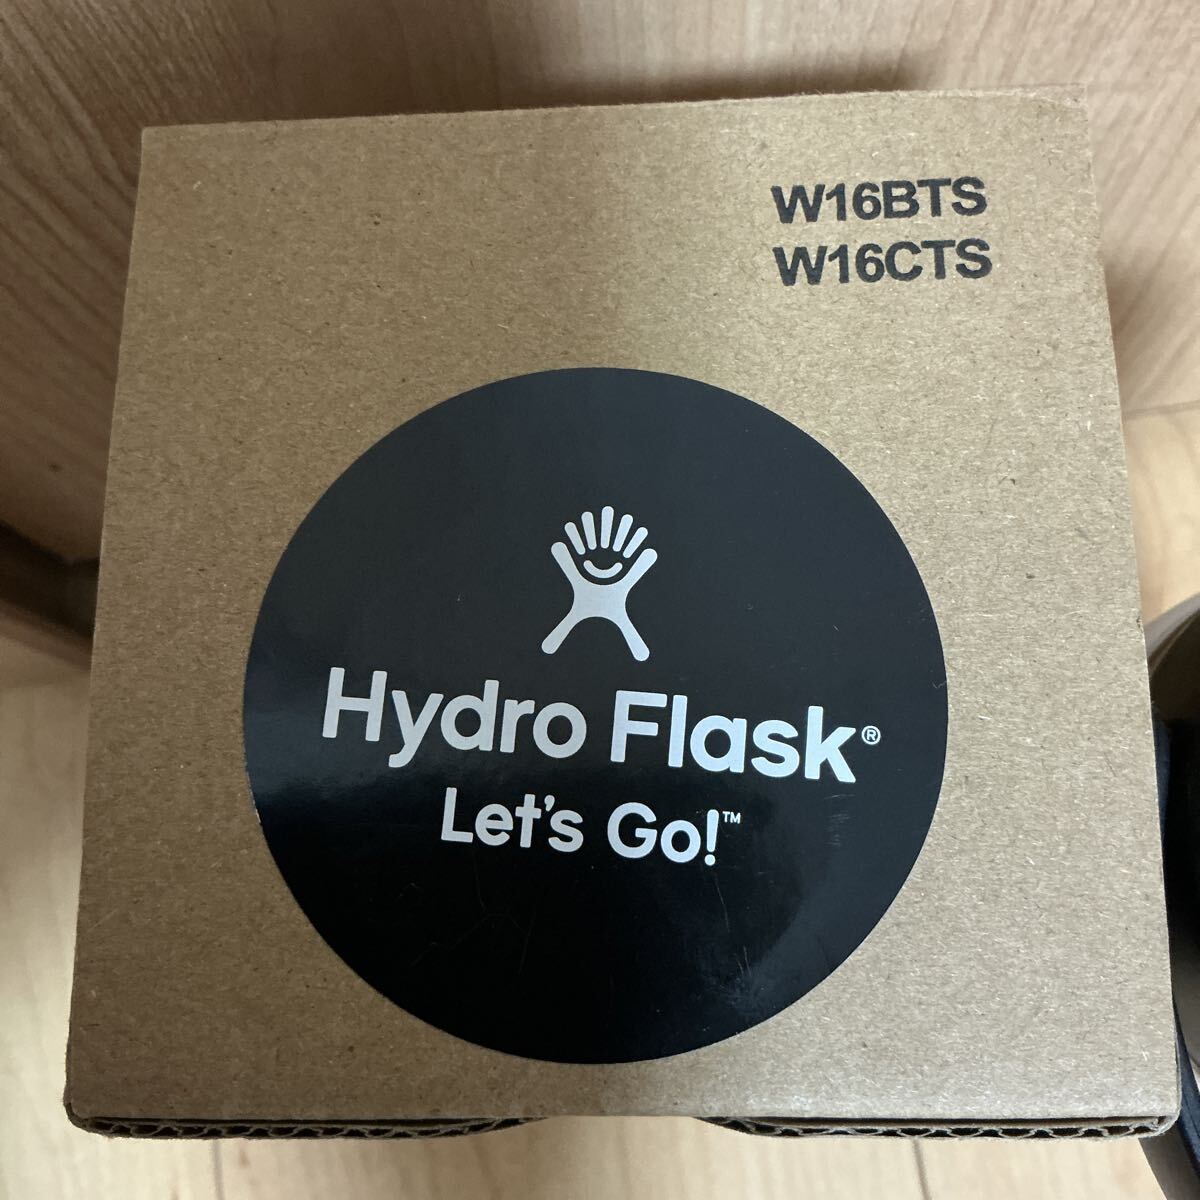 W16BTS
W16CTS
Hydro Flask®
Let's Go!™